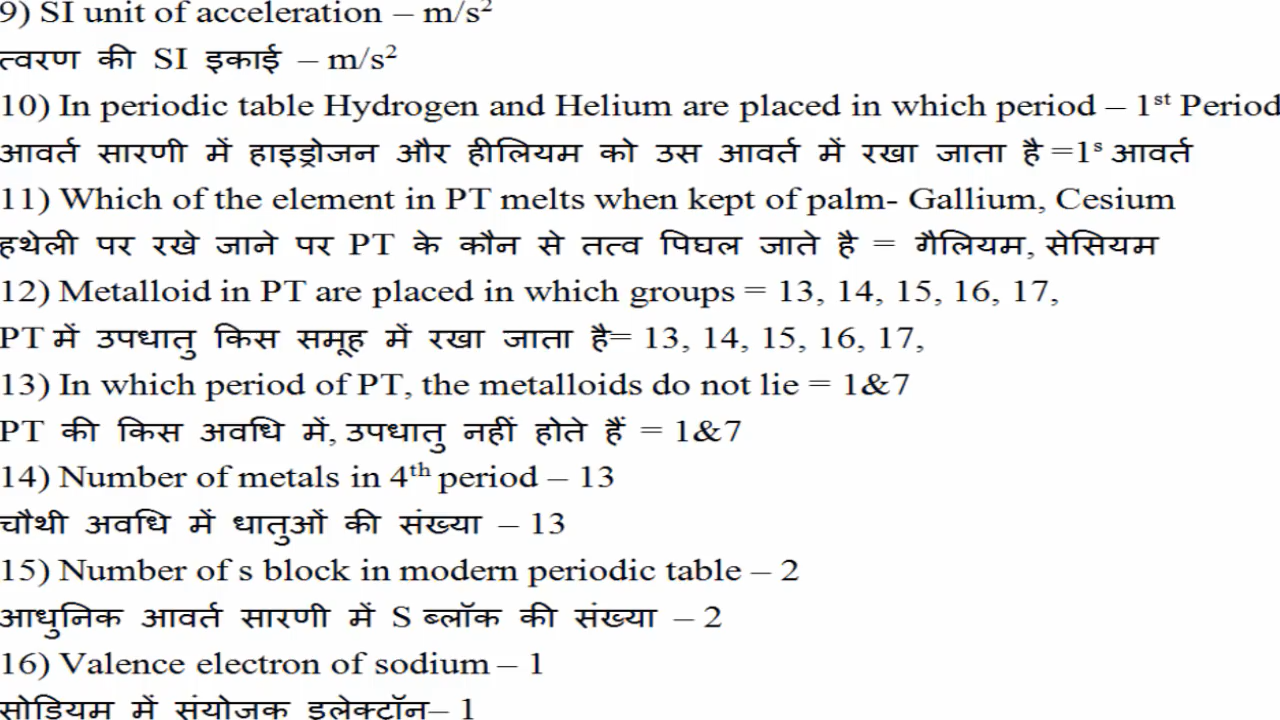 9) SI unit of acceleration – m/s²
त्वरण की SI इकाई – m/s²
10) In periodic table Hydrogen and Helium are placed in which period – 1ˢᵗ Period
आवर्त सारणी में हाइड्रोजन और हीलियम को उस आवर्त में रखा जाता है =1ˢ आवर्त
11) Which of the element in PT melts when kept of palm- Gallium, Cesium
हथेली पर रखे जाने पर PT के कौन से तत्व पिघल जाते है = गैलियम, सेसियम
12) Metalloid in PT are placed in which groups = 13, 14, 15, 16, 17,
PT में उपधातु किस समूह में रखा जाता है= 13, 14, 15, 16, 17,
13) In which period of PT, the metalloids do not lie = 1&7
PT की किस अवधि में, उपधातु नहीं होते हैं = 1&7
14) Number of metals in 4ᵗʰ period – 13
चौथी अवधि में धातुओं की संख्या – 13
15) Number of s block in modern periodic table – 2
आधुनिक आवर्त सारणी में S ब्लॉक की संख्या – 2
16) Valence electron of sodium – 1
सोडियम में संयोजक इलेक्ट्रॉन– 1